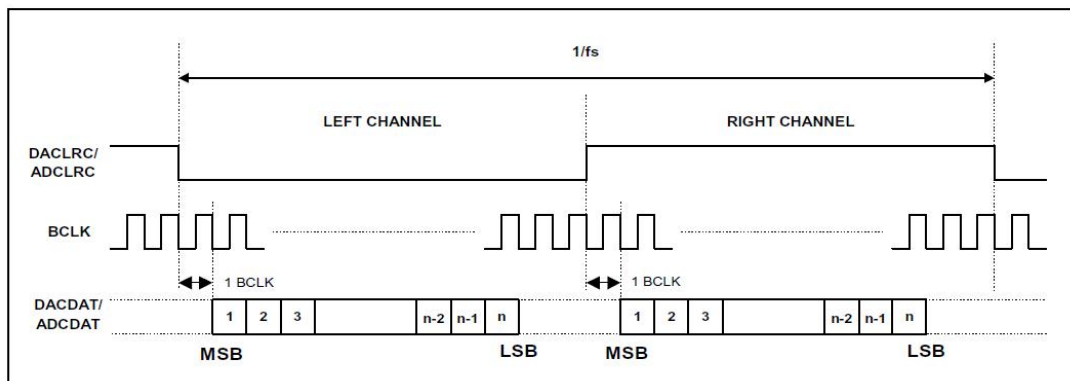 1/fs
LEFT CHANNEL
RIGHT CHANNEL
DACLRC/
ADCLRC
BCLK
1 BCLK
1 BCLK
DACDAT/
ADCDAT
1 2 3 n-2 n-1 n
1 2 3 n-2 n-1 n
MSB
LSB
MSB
LSB